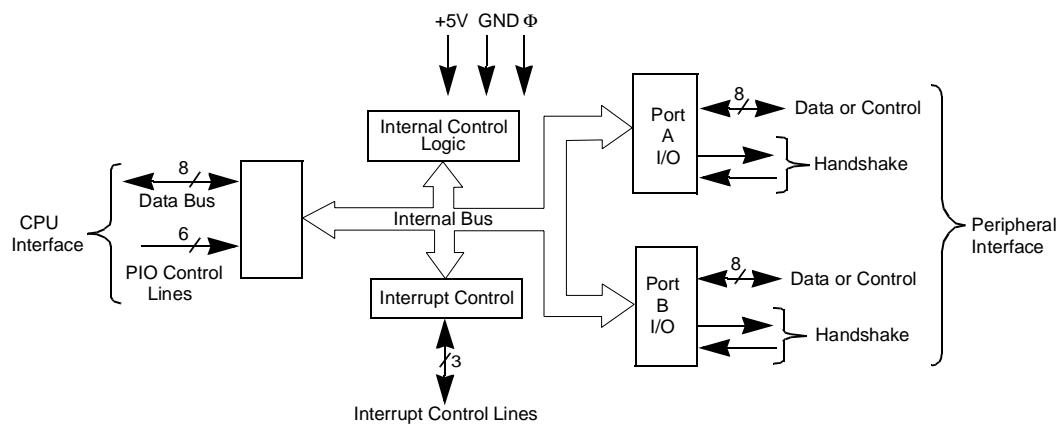 +5V GND Φ
Internal Control
Logic
8
Data Bus
CPU
Interface
6
PIO Control
Lines
Internal Bus
Interrupt Control
3
Interrupt Control Lines
Port
A
I/O
8
Data or Control
Handshake
Port
B
I/O
8
Data or Control
Handshake
Peripheral
Interface